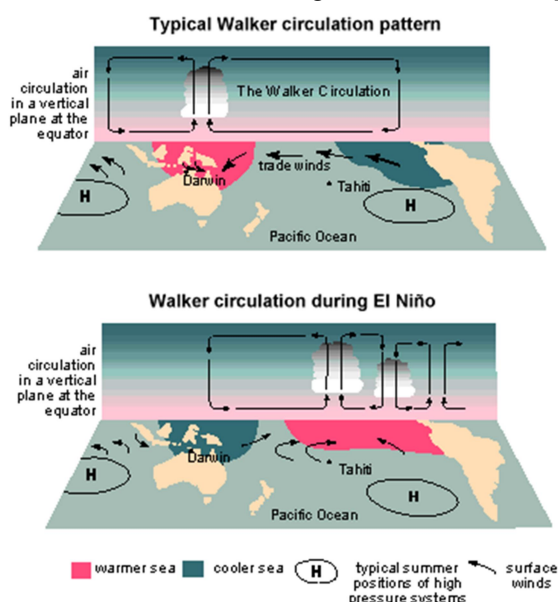 Typical Walker circulation pattern
air
circulation
in a vertical
plane at the
equator
The Walker Circulation
H
Darwin
trade winds
Tahiti
H
Pacific Ocean
Walker circulation during El Niño
air
circulation
in a vertical
plane at the
equator
H
Darwin
Tahiti
H
Pacific Ocean
warmer sea
cooler sea
H
typical summer
positions of high
pressure systems
surface
winds